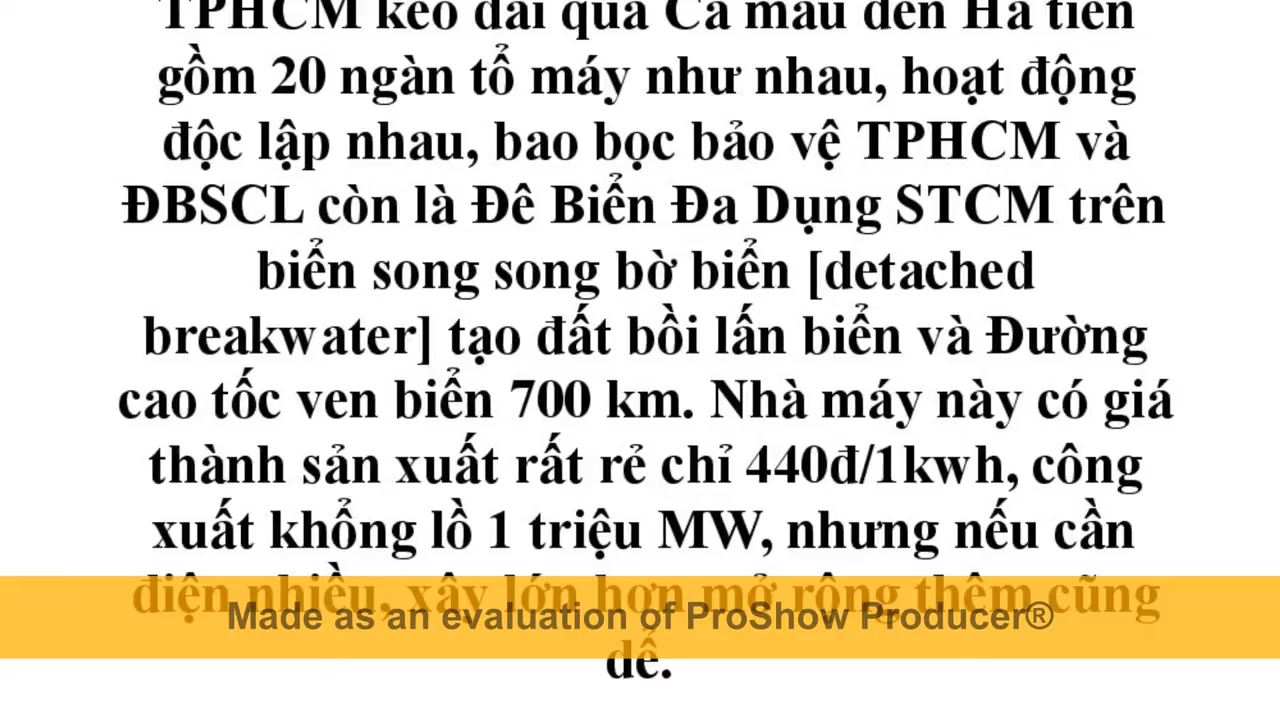 TPHCM kéo dài qua Cà mau đến Hà tiên
gồm 20 ngàn tổ máy như nhau, hoạt động
độc lập nhau, bao bọc bảo vệ TPHCM và
ĐBSCL còn là Đê Biển Đa Dụng STCM trên
biển song song bờ biển [detached
breakwater] tạo đất bồi lấn biển và Đường
cao tốc ven biển 700 km. Nhà máy này có giá
thành sản xuất rất rẻ chỉ 440đ/1kwh, công
xuất khổng lồ 1 triệu MW, nhưng nếu cần
điện nhiều, xây lớn hơn mở rộng thêm cũng
Made as an evaluation of ProShow Producer®
dể.